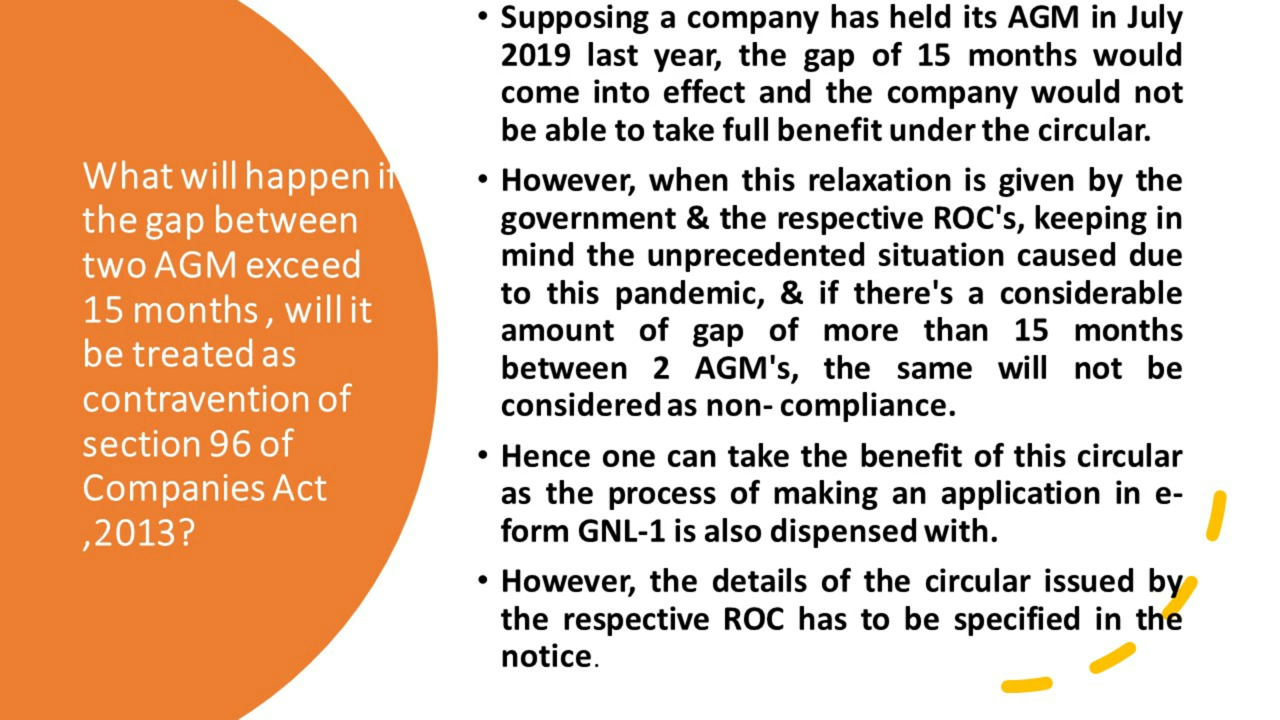 What will happen if
the gap between
two AGM exceed
15 months , will it
be treated as
contravention of
section 96 of
Companies Act
,2013?
• Supposing a company has held its AGM in July
2019 last year, the gap of 15 months would
come into effect and the company would not
be able to take full benefit under the circular.
• However, when this relaxation is given by the
government & the respective ROC's, keeping in
mind the unprecedented situation caused due
to this pandemic, & if there's a considerable
amount of gap of more than 15 months
between 2 AGM's, the same will not be
considered as non- compliance.
• Hence one can take the benefit of this circular
as the process of making an application in e-
form GNL-1 is also dispensed with.
• However, the details of the circular issued by
the respective ROC has to be specified in the
notice.